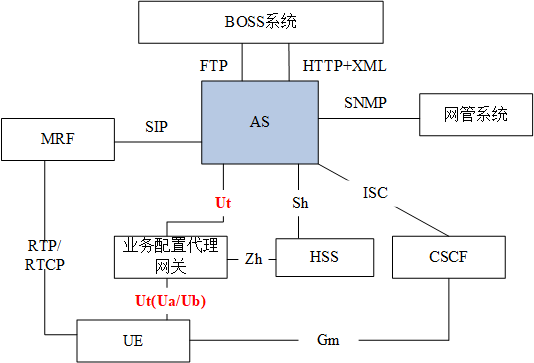 BOSS系统
FTP
HTTP+XML
AS
SNMP
网管系统
MRF
SIP
Ut
Sh
ISC
RTP/
RTCP
业务配置代理
网关
Zh
HSS
CSCF
Ut(Ua/Ub)
UE
Gm